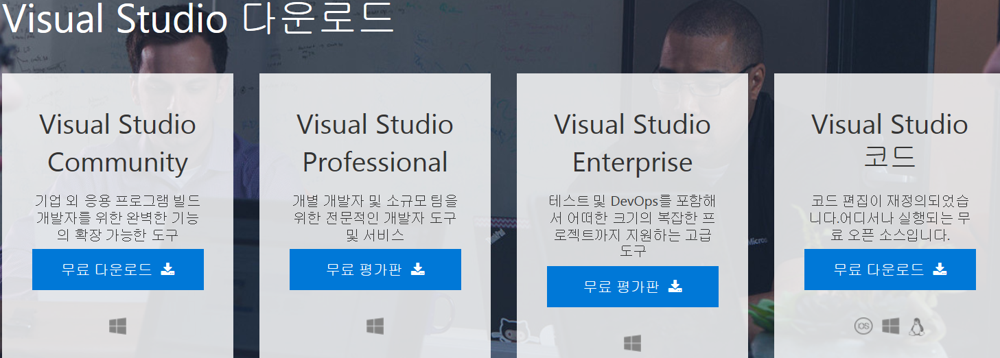 Visual Studio 다운로드
Visual Studio
Community
기업 외 응용 프로그램 빌드
개발자를 위한 완벽한 기능
의 확장 가능한 도구
무료 다운로드
Visual Studio
Professional
개별 개발자 및 소규모 팀을
위한 전문적인 개발자 도구
및 서비스
무료 평가판
Visual Studio
Enterprise
테스트 및 DevOps를 포함해
서 어떠한 크기의 복잡한 프
로젝트까지 지원하는 고급
도구
무료 평가판
Visual Studio
코드
코드 편집이 재정의되었습
니다.어디서나 실행되는 무
료 오픈 소스입니다.
무료 다운로드
iOS
ThinkPad
Micros